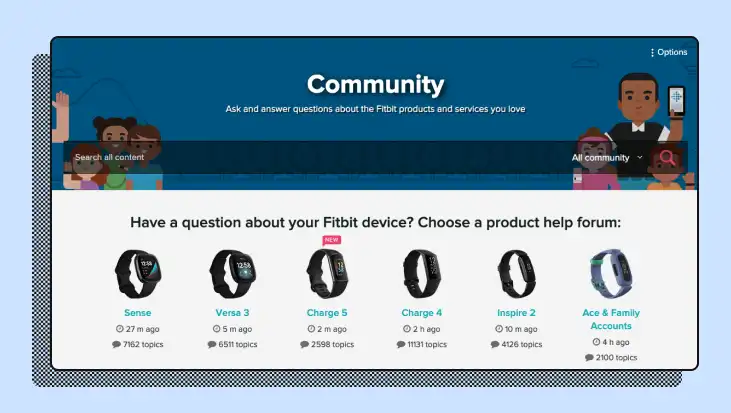 Options
Community
Ask and answer questions about the Fitbit products and services you love
Search all content
All community
Have a question about your Fitbit device? Choose a product help forum:
NEW
Sense
27 m ago
7162 topics
Versa 3
5 m ago
6511 topics
Charge 5
2 m ago
2598 topics
Charge 4
2 h ago
11131 topics
Inspire 2
10 m ago
4126 topics
Ace & Family
Accounts
4 h ago
2100 topics